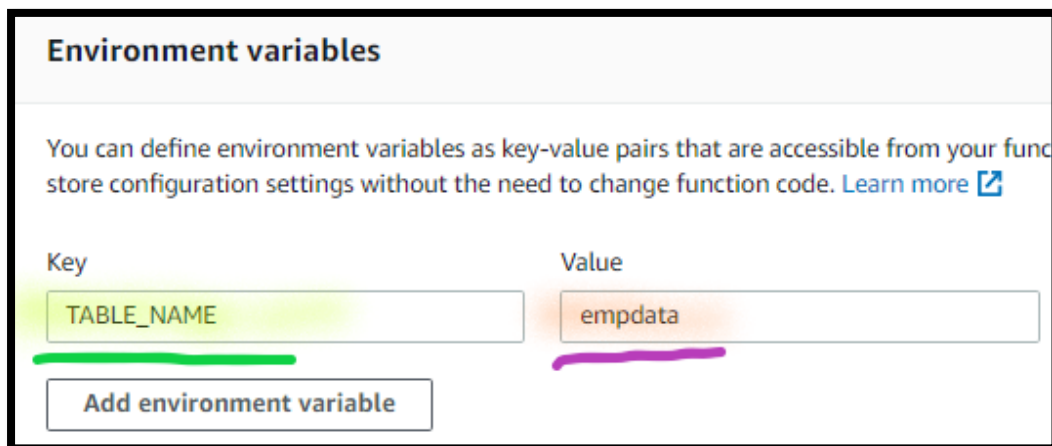 Environment variables
You can define environment variables as key-value pairs that are accessible from your func
store configuration settings without the need to change function code. Learn more
Key Value
TABLE_NAME empdata
Add environment variable